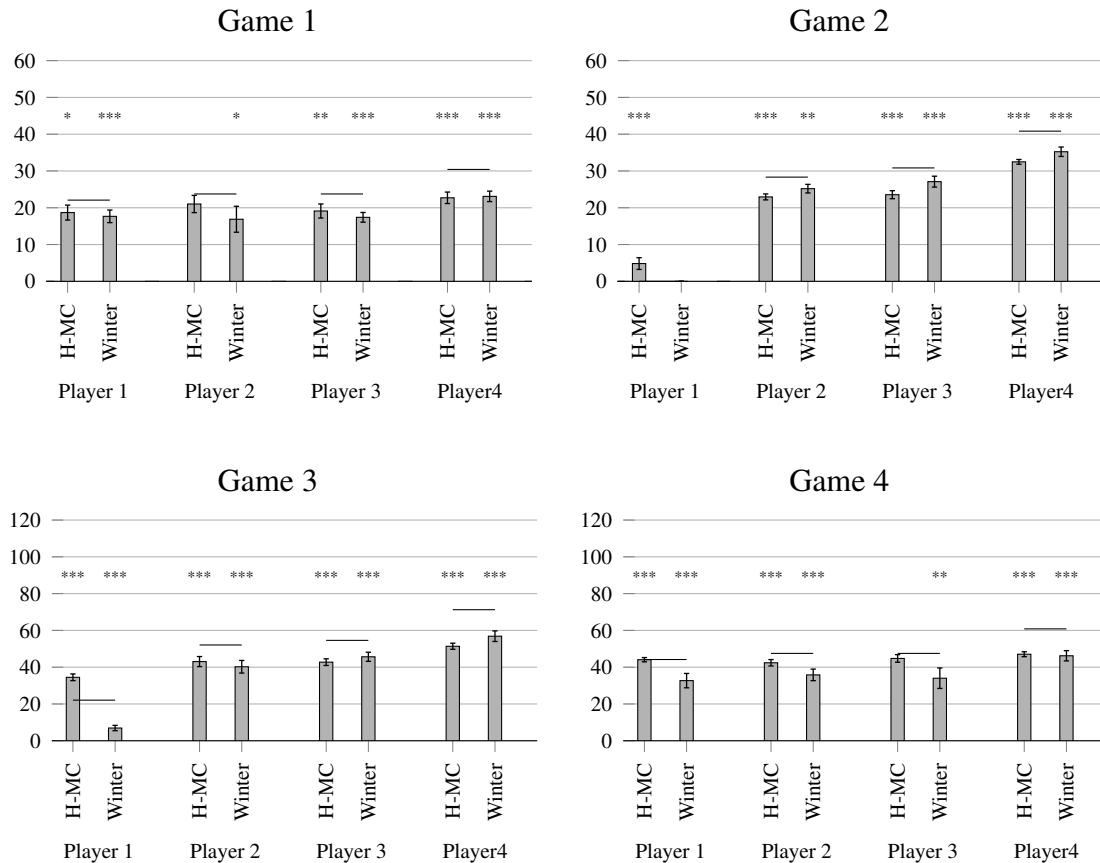 Game 1
60
50
40
30
20
10
0
* *** * ** *** *** ***
H-MC Winter H-MC Winter H-MC Winter H-MC Winter
Player 1 Player 2 Player 3 Player4
Game 2
60
50
40
30
20
10
0
*** *** ** *** *** *** ***
H-MC Winter H-MC Winter H-MC Winter H-MC Winter
Player 1 Player 2 Player 3 Player4
Game 3
120
100
80
60
40
20
0
*** *** *** *** *** *** *** ***
H-MC Winter H-MC Winter H-MC Winter H-MC Winter
Player 1 Player 2 Player 3 Player4
Game 4
120
100
80
60
40
20
0
*** *** *** *** ** *** ***
H-MC Winter H-MC Winter H-MC Winter H-MC Winter
Player 1 Player 2 Player 3 Player4